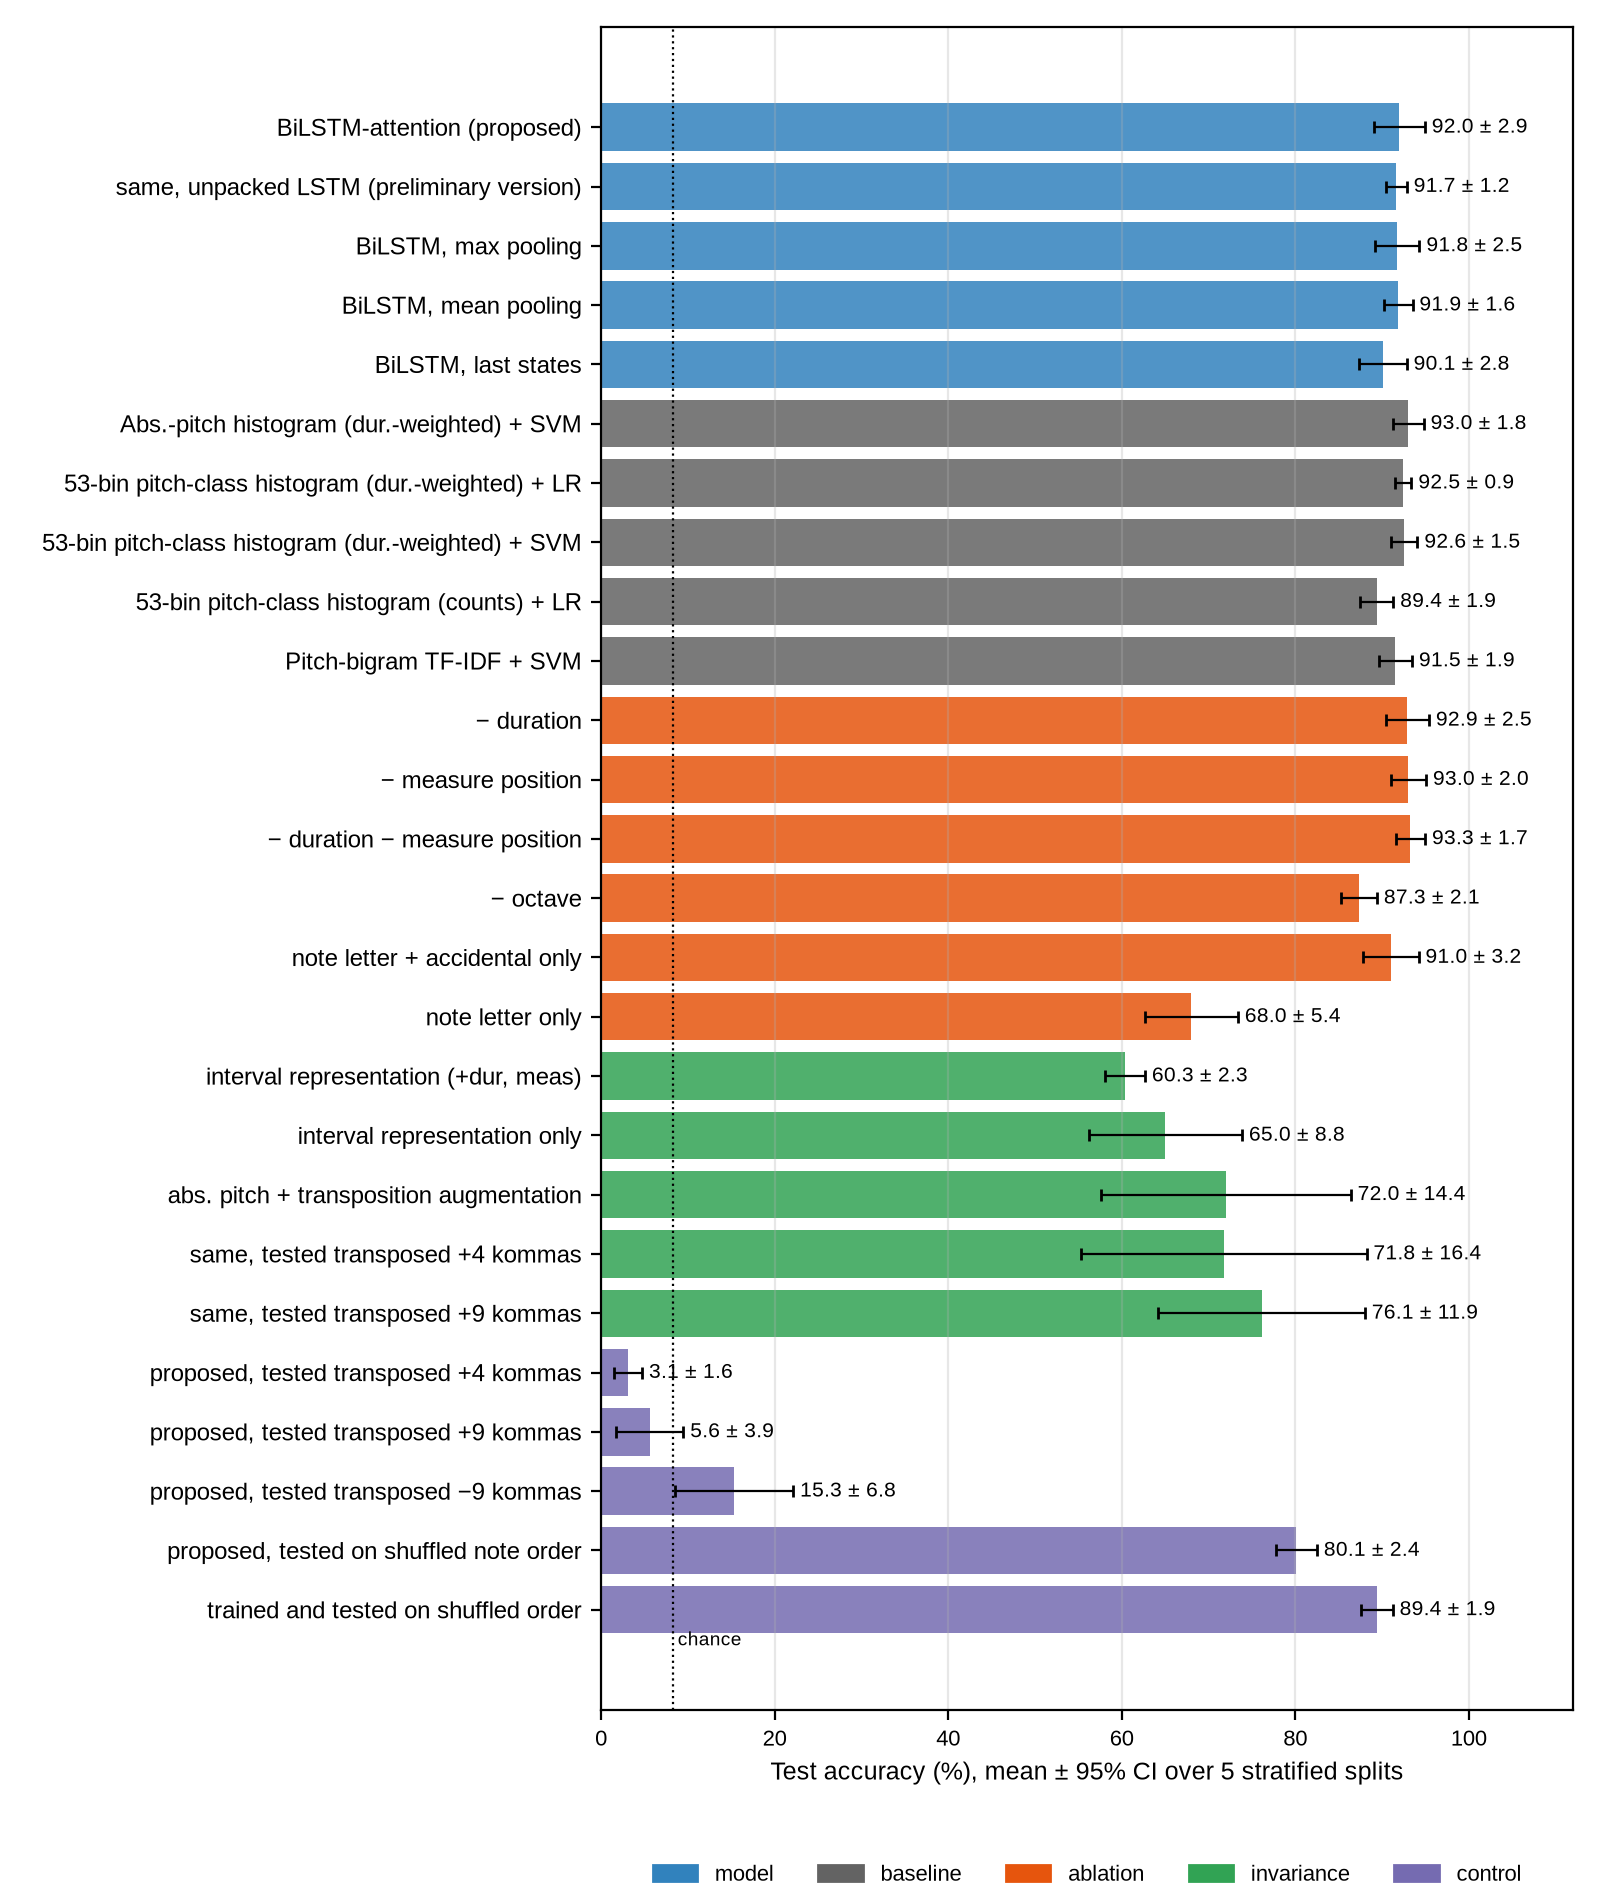 BiLSTM-attention (proposed) 92.0 ± 2.9
same, unpacked LSTM (preliminary version) 91.7 ± 1.2
BiLSTM, max pooling 91.8 ± 2.5
BiLSTM, mean pooling 91.9 ± 1.6
BiLSTM, last states 90.1 ± 2.8
Abs.-pitch histogram (dur.-weighted) + SVM 93.0 ± 1.8
53-bin pitch-class histogram (dur.-weighted) + LR 92.5 ± 0.9
53-bin pitch-class histogram (dur.-weighted) + SVM 92.6 ± 1.5
53-bin pitch-class histogram (counts) + LR 89.4 ± 1.9
Pitch-bigram TF-IDF + SVM 91.5 ± 1.9
− duration 92.9 ± 2.5
− measure position 93.0 ± 2.0
− duration − measure position 93.3 ± 1.7
− octave 87.3 ± 2.1
note letter + accidental only 91.0 ± 3.2
note letter only 68.0 ± 5.4
interval representation (+dur, meas) 60.3 ± 2.3
interval representation only 65.0 ± 8.8
abs. pitch + transposition augmentation 72.0 ± 14.4
same, tested transposed +4 kommas 71.8 ± 16.4
same, tested transposed +9 kommas 76.1 ± 11.9
proposed, tested transposed +4 kommas 3.1 ± 1.6
proposed, tested transposed +9 kommas 5.6 ± 3.9
proposed, tested transposed −9 kommas 15.3 ± 6.8
proposed, tested on shuffled note order 80.1 ± 2.4
trained and tested on shuffled order 89.4 ± 1.9
chance
0 20 40 60 80 100
Test accuracy (%), mean ± 95% CI over 5 stratified splits
model baseline ablation invariance control